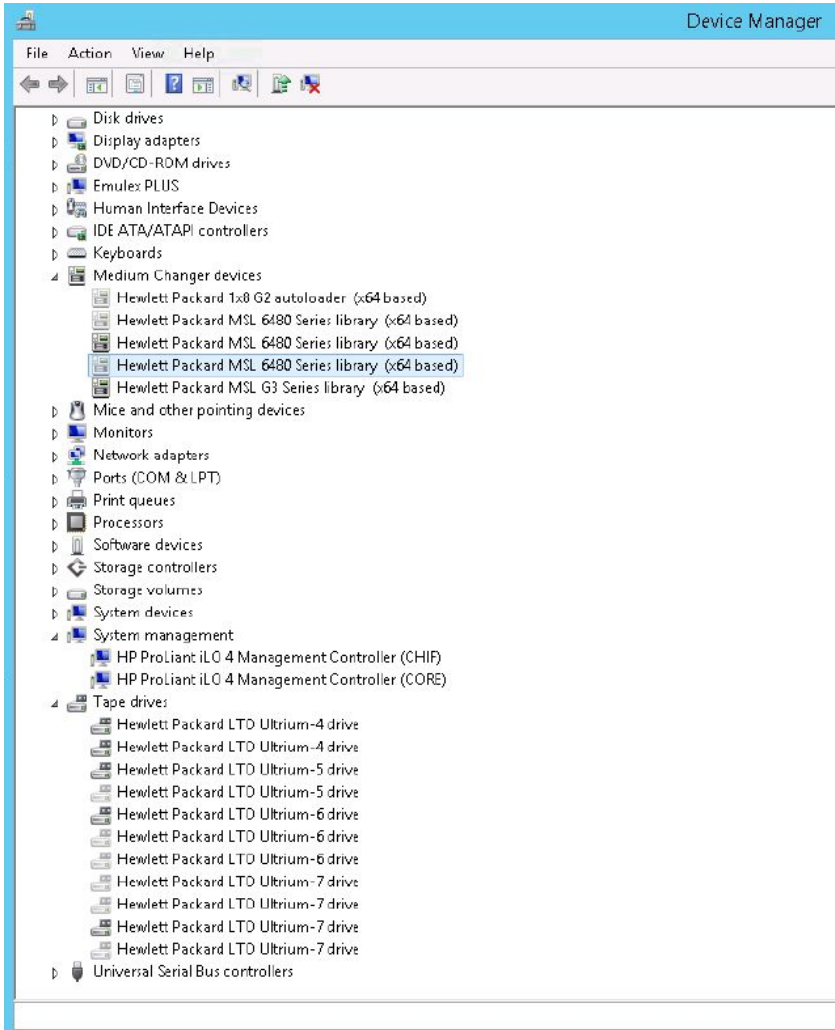 Device Manager
File Action View Help
Disk drives
Display adapters
DVD/CD-ROM drives
Emulex PLUS
Human Interface Devices
IDE ATA/ATAPI controllers
Keyboards
Medium Changer devices
Hewlett Packard 1x8 G2 autoloader (x64 based)
Hewlett Packard MSL 6480 Series library (x64 based)
Hewlett Packard MSL 6480 Series library (x64 based)
Hewlett Packard MSL 6480 Series library (x64 based)
Hewlett Packard MSL G3 Series library (x64 based)
Mice and other pointing devices
Monitors
Network adapters
Ports (COM & LPT)
Print queues
Processors
Software devices
Storage controllers
Storage volumes
System devices
System management
HP ProLiant iLO 4 Management Controller (CHIF)
HP ProLiant iLO 4 Management Controller (CORE)
Tape drives
Hewlett Packard LTO Ultrium-4 drive
Hewlett Packard LTO Ultrium-4 drive
Hewlett Packard LTO Ultrium-5 drive
Hewlett Packard LTO Ultrium-5 drive
Hewlett Packard LTO Ultrium-6 drive
Hewlett Packard LTO Ultrium-6 drive
Hewlett Packard LTO Ultrium-6 drive
Hewlett Packard LTO Ultrium-7 drive
Hewlett Packard LTO Ultrium-7 drive
Hewlett Packard LTO Ultrium-7 drive
Hewlett Packard LTO Ultrium-7 drive
Universal Serial Bus controllers